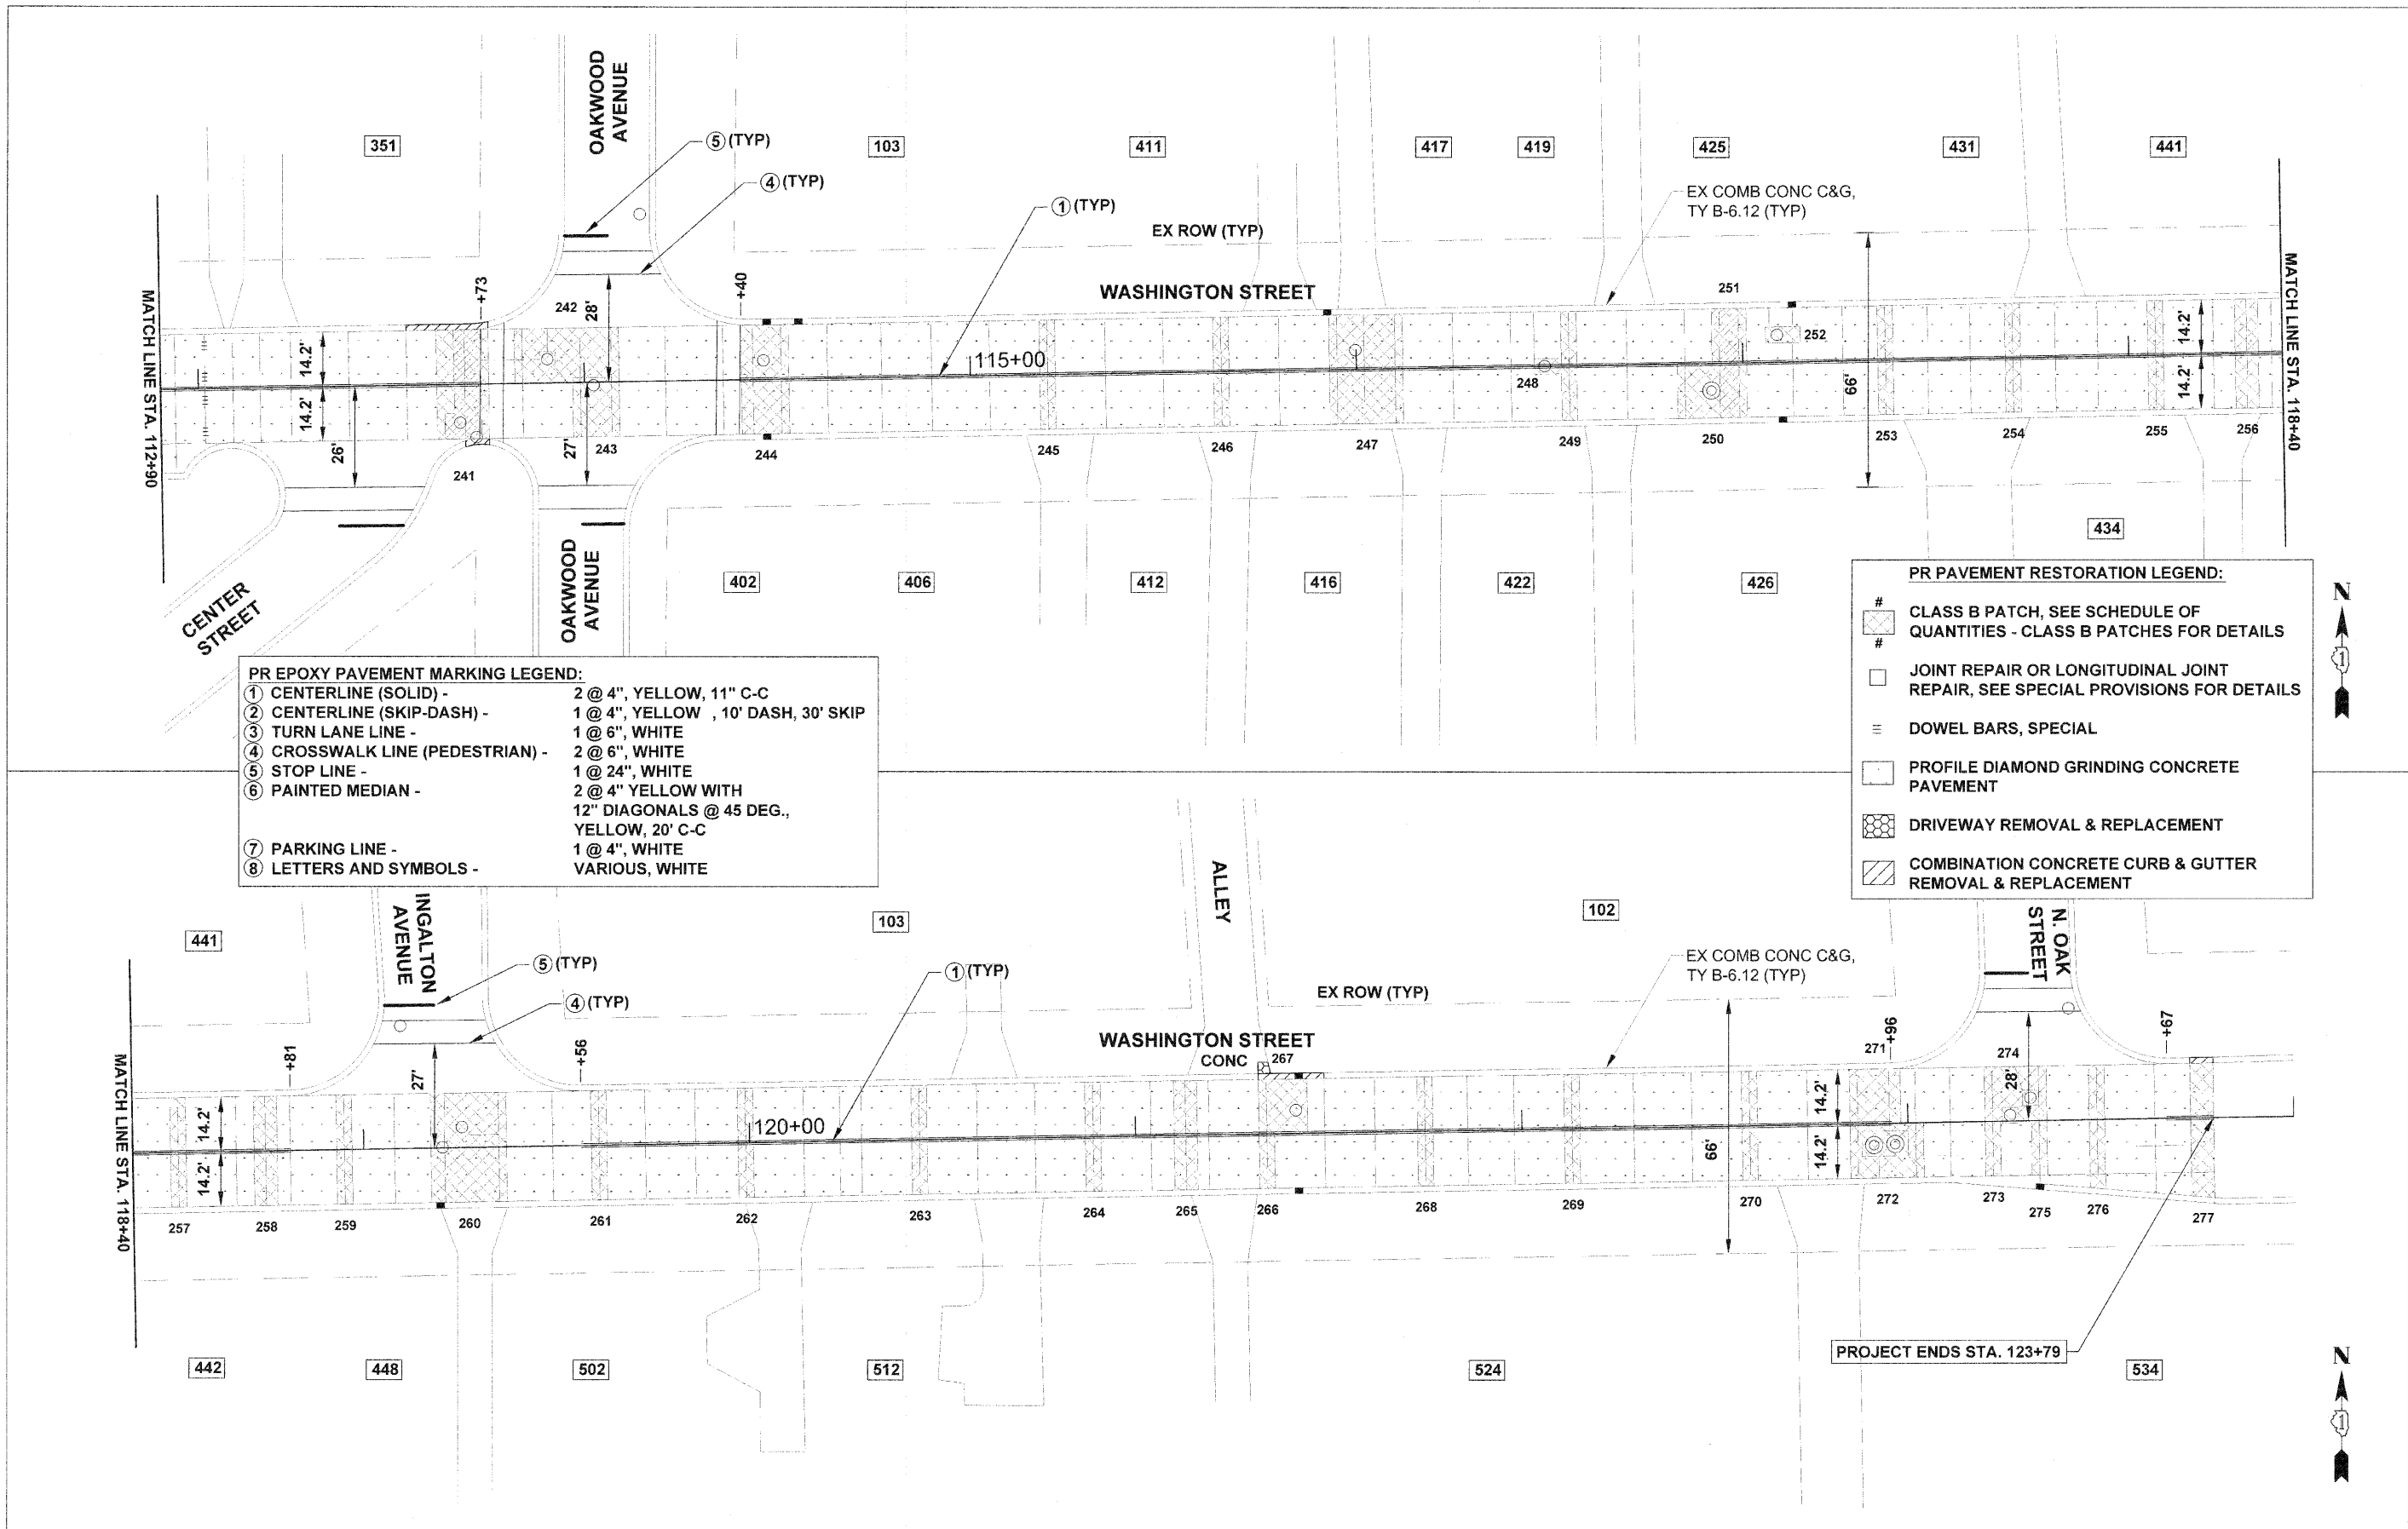 OAKWOOD
AVENUE
351
⑤ (TYP)
103
411
417
419
425
431
441
④ (TYP)
① (TYP)
EX COMB CONC C&G,
TY B-6.12 (TYP)
EX ROW (TYP)
WASHINGTON STREET
MATCH LINE STA. 112+90
+73
242
28'
+40
251
252
MATCH LINE STA. 118+40
14.2'
14.2'
115+00
248
14.2'
14.2'
66'
26'
241
27'
243
244
245
246
247
249
250
253
254
255
256
CENTER
STREET
OAKWOOD
AVENUE
402
406
412
416
422
426
434
PR PAVEMENT RESTORATION LEGEND:
#
CLASS B PATCH, SEE SCHEDULE OF
QUANTITIES - CLASS B PATCHES FOR DETAILS
#
JOINT REPAIR OR LONGITUDINAL JOINT
REPAIR, SEE SPECIAL PROVISIONS FOR DETAILS
DOWEL BARS, SPECIAL
PROFILE DIAMOND GRINDING CONCRETE
PAVEMENT
DRIVEWAY REMOVAL & REPLACEMENT
COMBINATION CONCRETE CURB & GUTTER
REMOVAL & REPLACEMENT
N
1
PR EPOXY PAVEMENT MARKING LEGEND:
① CENTERLINE (SOLID) - 2 @ 4", YELLOW, 11" C-C
② CENTERLINE (SKIP-DASH) - 1 @ 4", YELLOW , 10' DASH, 30' SKIP
③ TURN LANE LINE - 1 @ 6", WHITE
④ CROSSWALK LINE (PEDESTRIAN) - 2 @ 6", WHITE
⑤ STOP LINE - 1 @ 24", WHITE
⑥ PAINTED MEDIAN - 2 @ 4" YELLOW WITH
12" DIAGONALS @ 45 DEG.,
YELLOW, 20' C-C
⑦ PARKING LINE - 1 @ 4", WHITE
⑧ LETTERS AND SYMBOLS - VARIOUS, WHITE
441
INGALTON
AVENUE
103
ALLEY
102
N. OAK
STREET
⑤ (TYP)
④ (TYP)
① (TYP)
EX ROW (TYP)
EX COMB CONC C&G,
TY B-6.12 (TYP)
WASHINGTON STREET
CONC
267
MATCH LINE STA. 118+40
+81
27'
+56
271
+96
274
28'
+67
14.2'
14.2'
120+00
66'
14.2'
14.2'
257
258
259
260
261
262
263
264
265
266
268
269
270
272
273
275
276
277
442
448
502
512
524
PROJECT ENDS STA. 123+79
534
N
1